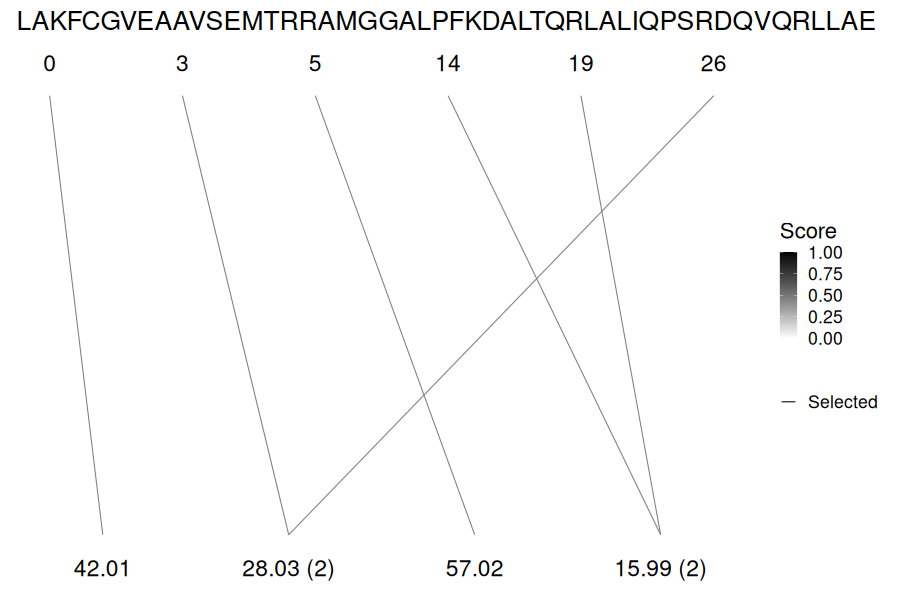 LAKFCGVEAAVSEMTRRAMGGALPFKDALTQRLALIQPSRDQVQRLLAE
0 3 5 14 19 26
Score
1.00
0.75
0.50
0.25
0.00
Selected
42.01 28.03 (2) 57.02 15.99 (2)